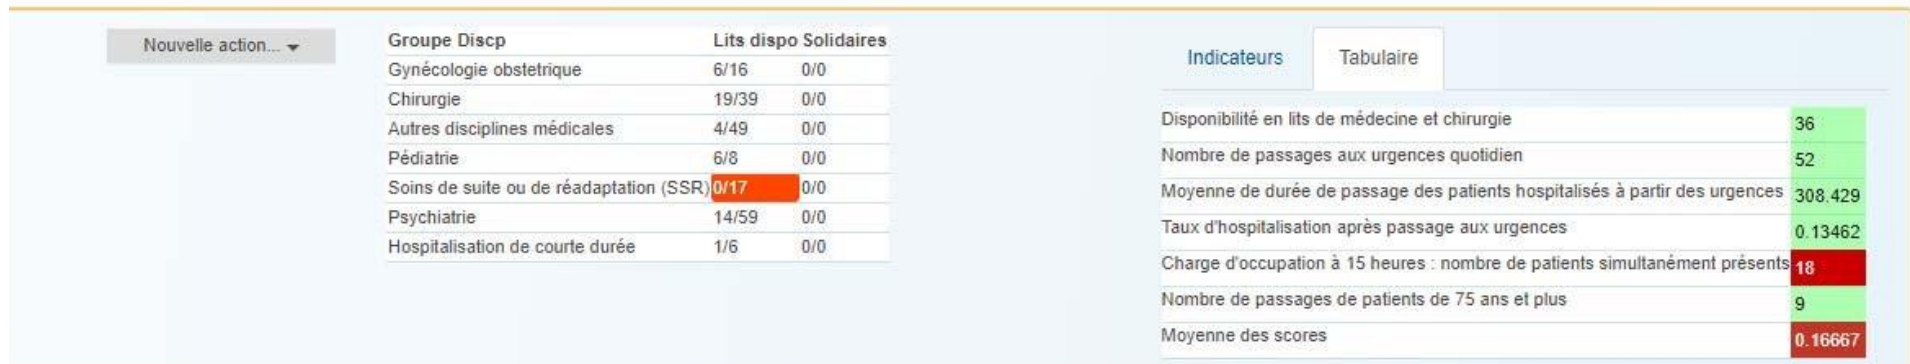 Nouvelle action...
Groupe Discp Lits dispo Solidaires
Gynécologie obstetrique 6/16 0/0
Chirurgie 19/39 0/0
Autres disciplines médicales 4/49 0/0
Pédiatrie 6/8 0/0
Soins de suite ou de réadaptation (SSR) 0/17 0/0
Psychiatrie 14/59 0/0
Hospitalisation de courte durée 1/6 0/0
Indicateurs Tabulaire
Disponibilité en lits de médecine et chirurgie 36
Nombre de passages aux urgences quotidien 52
Moyenne de durée de passage des patients hospitalisés à partir des urgences 308.429
Taux d'hospitalisation après passage aux urgences 0.13462
Charge d'occupation à 15 heures : nombre de patients simultanément présents 18
Nombre de passages de patients de 75 ans et plus 9
Moyenne des scores 0.16667